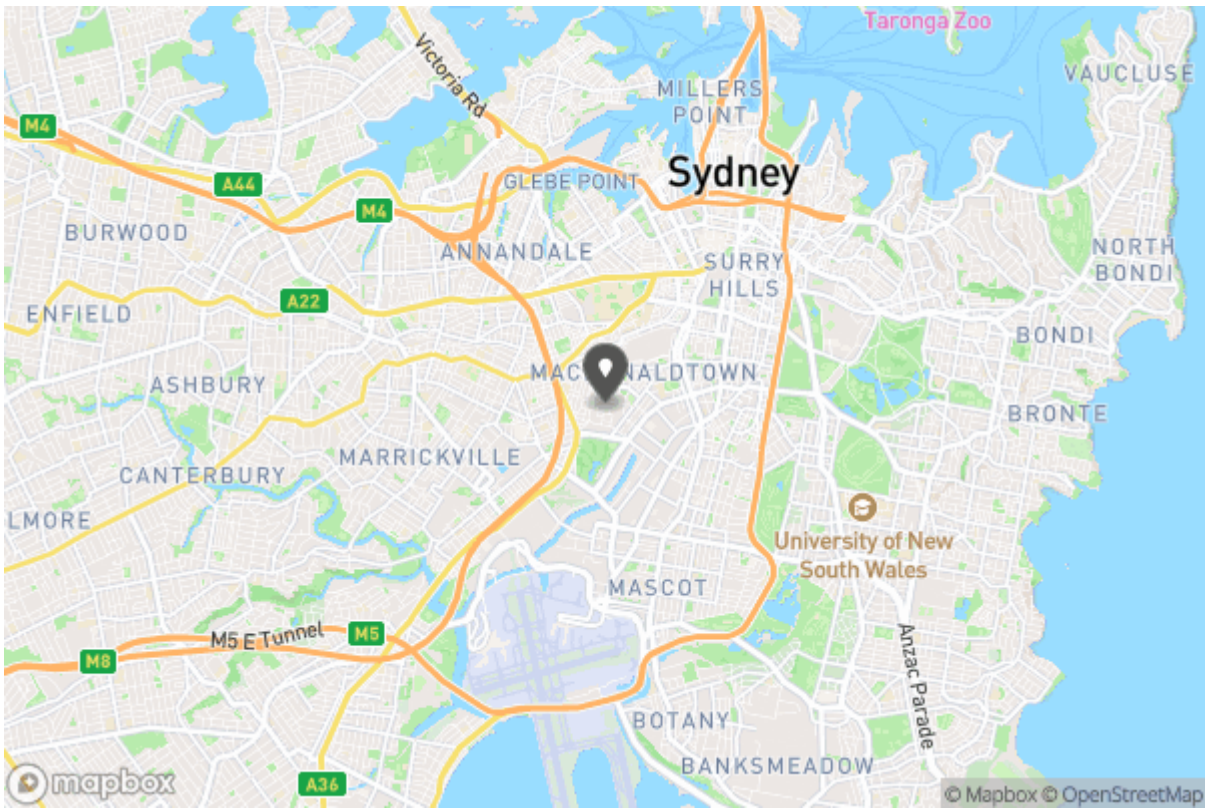 Taronga Zoo
VAUCLUSE
Victoria Rd
MILLERS
POINT
M4
Sydney
A44
GLEBE POINT
M4
BURWOOD
ANNANDALE
NORTH
BONDI
SURRY
HILLS
A22
ENFIELD
BONDI
ASHBURY
BRONTE
MARRICKVILLE
CANTERBURY
LMORE
University of New
South Wales
MASCOT
M5 E Tunnel
M5
M8
Anzac Parade
BOTANY
BANKSMEADOW
A36
mapbox
© Mapbox © OpenStreetMap